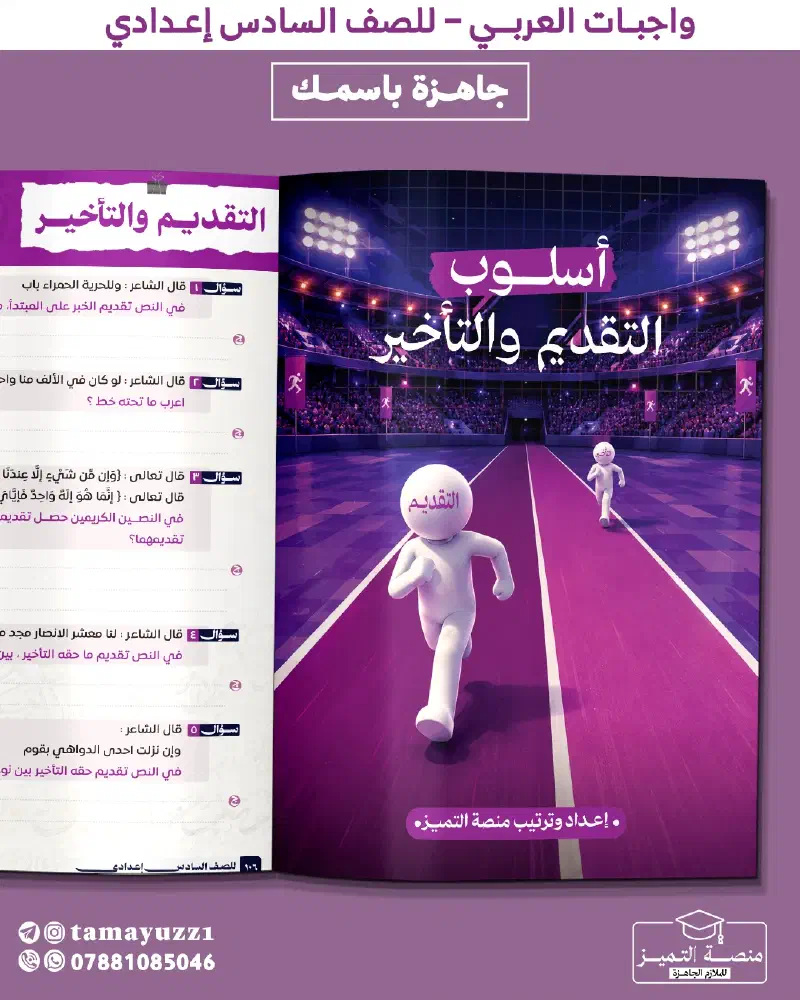 واجبات العربي - للصف السادس إعدادي
جاهزة باسمك
أسلوب
التقديم والتأخير
التقديم
تأخير
• إعداد وترتيب منصة التميز •
التقديم والتأخير
سؤال ١ قال الشاعر : وللحرية الحمراء باب
في النص تقديم الخبر على المبتدأ،
ج
سؤال ٢ قال الشاعر : لو كان في الألف منا
اعرب ما تحته خط ؟
ج
سؤال ٣ قال تعالى : {وَإِن مِّن شَيْءٍ إِلَّا عِندَنَا
قال تعالى : { إِنَّمَا هُوَ إِلَٰهٌ وَاحِدٌ فَإِيَّايَ
في النصين الكريمين حصل تقديم
تقديمهما؟
ج
سؤال ٤ قال الشاعر : لنا معشر الانصار مجد
في النص تقديم ما حقه التأخير ،
ج
سؤال ٥ قال الشاعر :
وإن نزلت احدى الدواهي بقوم
في النص تقديم حقه التأخير بين
ج
١٠٦ للصف السادس إعدادي
tamayuzz1
07881085046
منصة التميز
للملازم الجاهزة